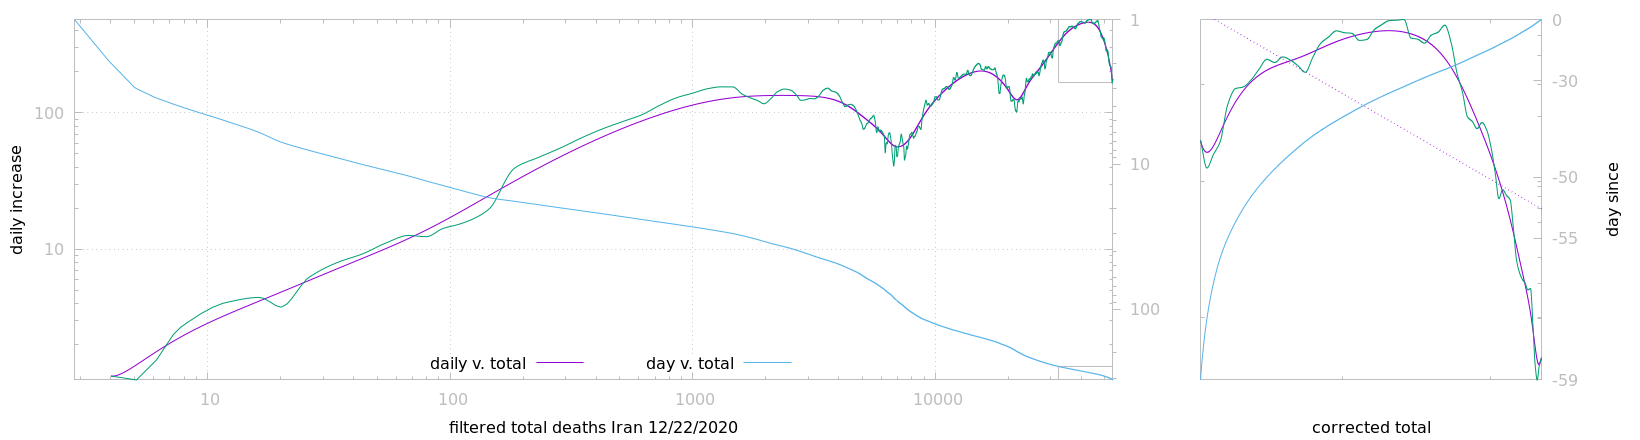 daily increase
100
10
daily v. total
day v. total
10
100
1000
10000
filtered total deaths Iran 12/22/2020
1
10
100
0
-30
-50
-55
-59
day since
corrected total